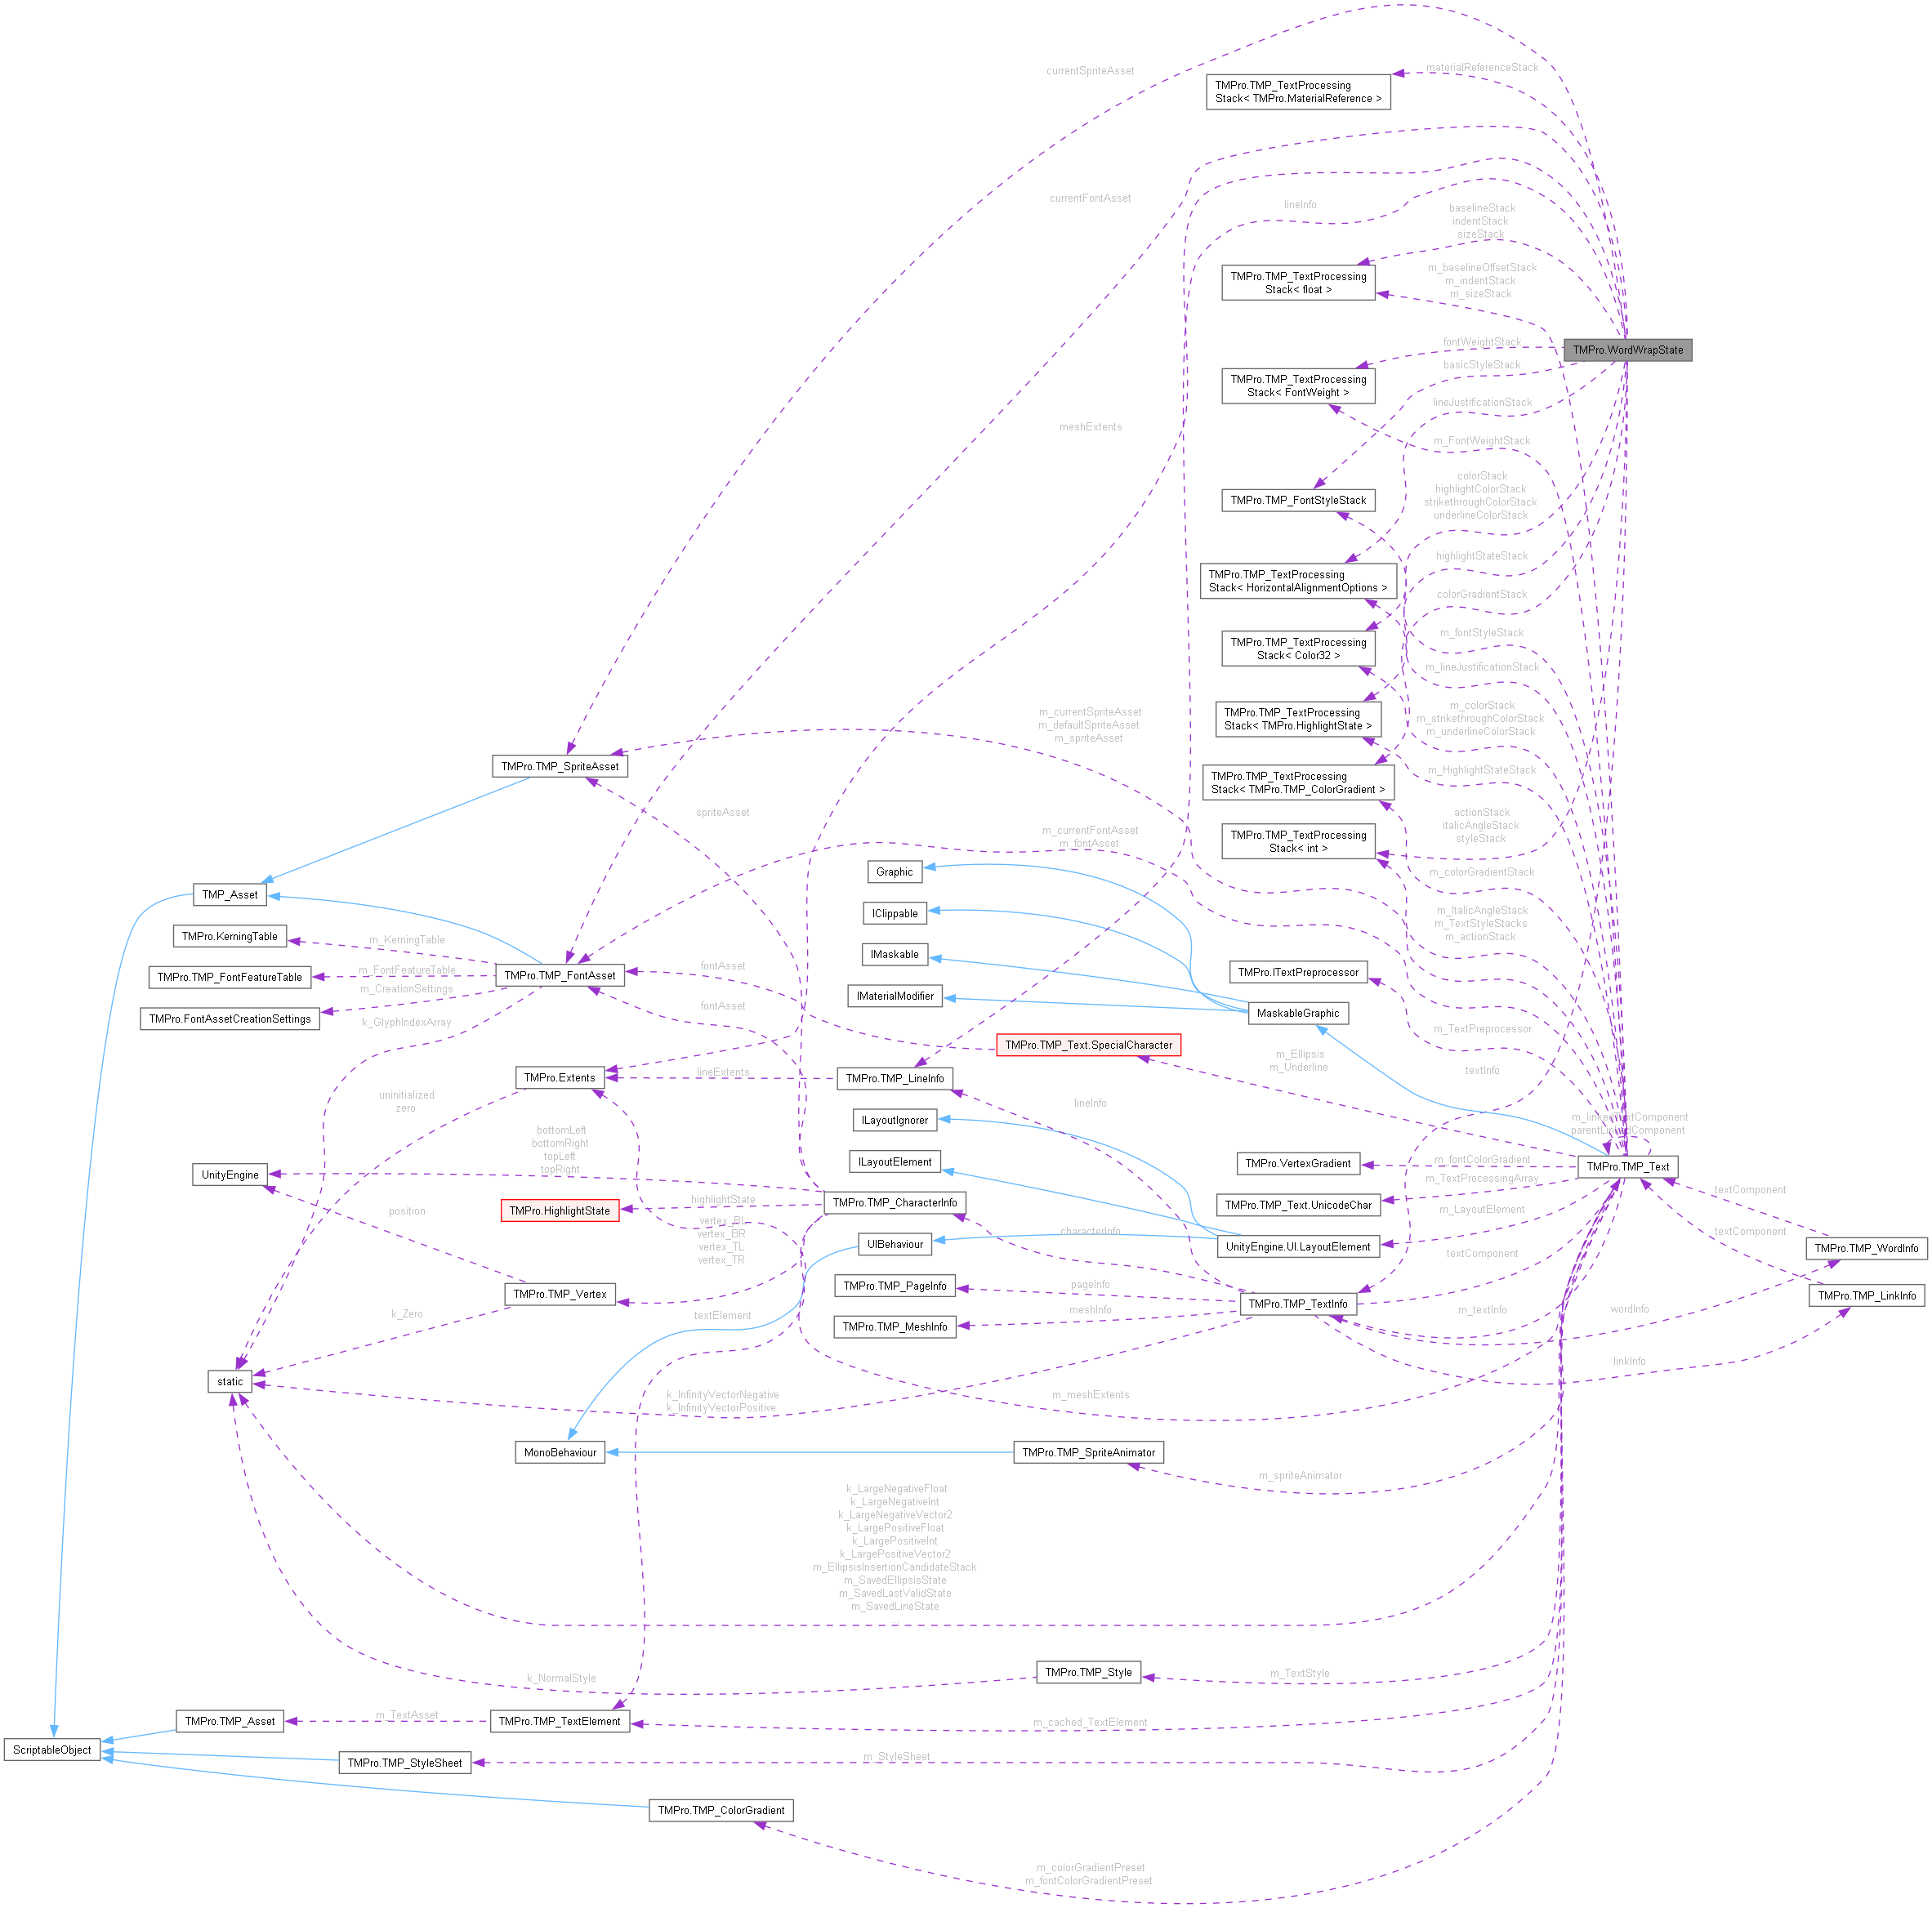 currentSpriteAsset
materialReferenceStack
TMPro.TMP_TextProcessing
Stack< TMPro.MaterialReference >
currentFontAsset
lineInfo
baselineStack
indentStack
sizeStack
TMPro.TMP_TextProcessing
Stack< float >
m_baselineOffsetStack
m_indentStack
m_sizeStack
fontWeightStack
TMPro.WordWrapState
basicStyleStack
TMPro.TMP_TextProcessing
Stack< FontWeight >
lineJustificationStack
meshExtents
m_FontWeightStack
colorStack
highlightColorStack
strikethroughColorStack
underlineColorStack
TMPro.TMP_FontStyleStack
highlightStateStack
TMPro.TMP_TextProcessing
Stack< HorizontalAlignmentOptions >
colorGradientStack
m_fontStyleStack
TMPro.TMP_TextProcessing
Stack< Color32 >
m_lineJustificationStack
m_colorStack
m_strikethroughColorStack
m_underlineColorStack
TMPro.TMP_TextProcessing
Stack< TMPro.HighlightState >
m_currentSpriteAsset
m_defaultSpriteAsset
m_spriteAsset
TMPro.TMP_SpriteAsset
m_HighlightStateStack
TMPro.TMP_TextProcessing
Stack< TMPro.TMP_ColorGradient >
spriteAsset
actionStack
italicAngleStack
styleStack
m_currentFontAsset
m_fontAsset
TMPro.TMP_TextProcessing
Stack< int >
Graphic
m_colorGradientStack
TMP_Asset
IClippable
m_ItalicAngleStack
m_TextStyleStacks
m_actionStack
TMPro.KerningTable
m_KerningTable
IMaskable
fontAsset
TMPro.ITextPreprocessor
TMPro.TMP_FontFeatureTable
m_FontFeatureTable
TMPro.TMP_FontAsset
m_CreationSettings
IMaterialModifier
TMPro.FontAssetCreationSettings
k_GlyphIndexArray
fontAsset
MaskableGraphic
m_TextPreprocessor
TMPro.TMP_Text.SpecialCharacter
m_Ellipsis
m_Underline
textInfo
TMPro.Extents
lineExtents
TMPro.TMP_LineInfo
uninitialized
zero
lineInfo
ILayoutIgnorer
m_linkedTextComponent
parentLinkedComponent
bottomLeft
bottomRight
topLeft
topRight
ILayoutElement
TMPro.VertexGradient
m_fontColorGradient
TMPro.TMP_Text
UnityEngine
m_TextProcessingArray
textComponent
TMPro.HighlightState
highlightState
TMPro.TMP_CharacterInfo
TMPro.TMP_Text.UnicodeChar
m_LayoutElement
position
vertex_BL
vertex_BR
vertex_TL
vertex_TR
characterInfo
textComponent
UIBehaviour
UnityEngine.UI.LayoutElement
textComponent
TMPro.TMP_WordInfo
TMPro.TMP_Vertex
TMPro.TMP_PageInfo
pageInfo
TMPro.TMP_TextInfo
TMPro.TMP_LinkInfo
k_Zero
textElement
TMPro.TMP_MeshInfo
meshInfo
m_textInfo
wordInfo
linkInfo
static
k_InfinityVectorNegative
k_InfinityVectorPositive
m_meshExtents
MonoBehaviour
TMPro.TMP_SpriteAnimator
m_spriteAnimator
k_LargeNegativeFloat
k_LargeNegativeInt
k_LargeNegativeVector2
k_LargePositiveFloat
k_LargePositiveInt
k_LargePositiveVector2
m_EllipsisInsertionCandidateStack
m_SavedEllipsisState
m_SavedLastValidState
m_SavedLineState
k_NormalStyle
TMPro.TMP_Style
m_TextStyle
TMPro.TMP_Asset
m_TextAsset
TMPro.TMP_TextElement
m_cached_TextElement
ScriptableObject
TMPro.TMP_StyleSheet
m_StyleSheet
TMPro.TMP_ColorGradient
m_colorGradientPreset
m_fontColorGradientPreset